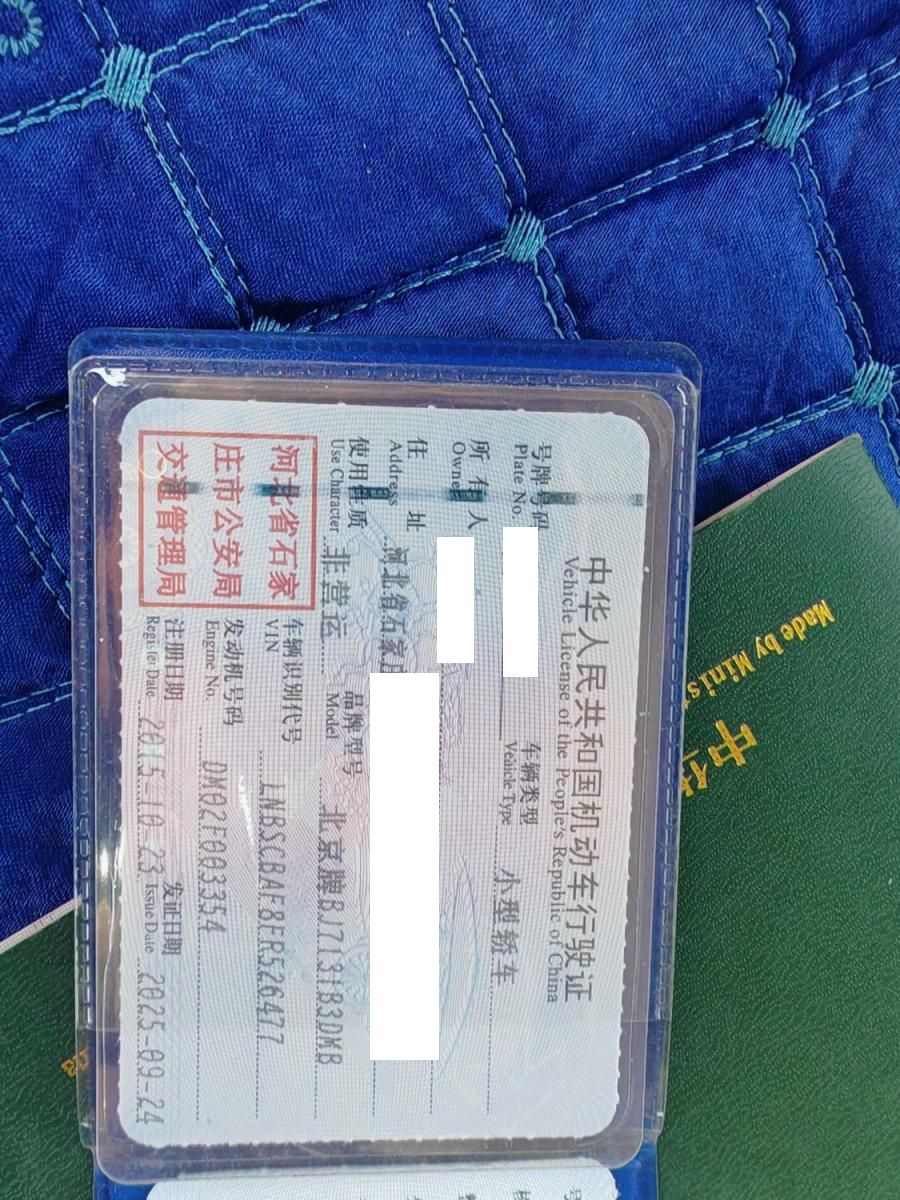 中华人民共和国机动车行驶证
Vehicle License of the People's Republic of China
号牌号码 车辆类型 小型轿车
Plate No. Vehicle Type
所有人
Owner
住址 河北省石家
Address
使用性质 非营运 品牌型号 北京牌BJ7131B3DMB
Use Character Model
河北省石家
庄市公安局
交通管理局
车辆识别代号 LNBSCBAF8FR526477
VIN
发动机号码 DM02F003354
Engine No.
注册日期 2015-10-23 发证日期 2025-09-24
Register Date Issue Date
Made by Minis
中华